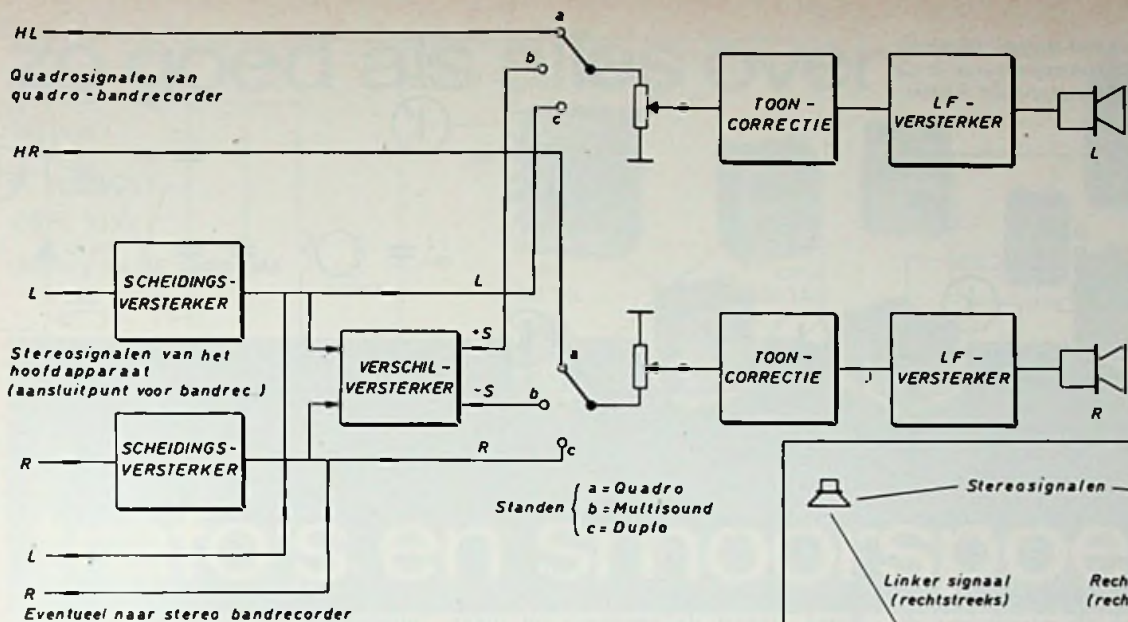 HL
Quadrosignalen van
quadro-bandrecorder
HR
a
b
c
TOON-
CORRECTIE
LF-
VERSTERKER
L
L
SCHEIDINGS-
VERSTERKER
L
Stereosignalen van het
hoofdapparaat
(aansluitpunt voor bandrec.)
VERSCHIL-
VERSTERKER
+S
-S
a
b
c
TOON-
CORRECTIE
LF-
VERSTERKER
R
R
SCHEIDINGS-
VERSTERKER
R
L
R
Eventueel naar stereo bandrecorder
Standen { a = Quadro
b = Multisound
c = Duplo
Stereosignalen
Linker signaal
(rechtstreeks)